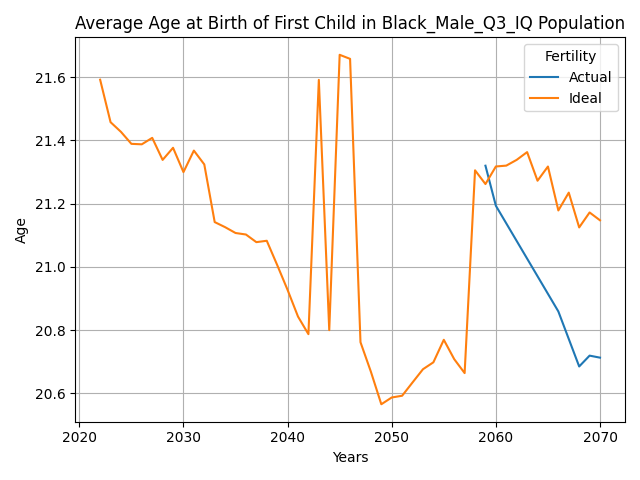 Average Age at Birth of First Child in Black_Male_Q3_IQ Population
Fertility
Actual
Ideal
Age
21.6
21.4
21.2
21.0
20.8
20.6
2020 2030 2040 2050 2060 2070
Years